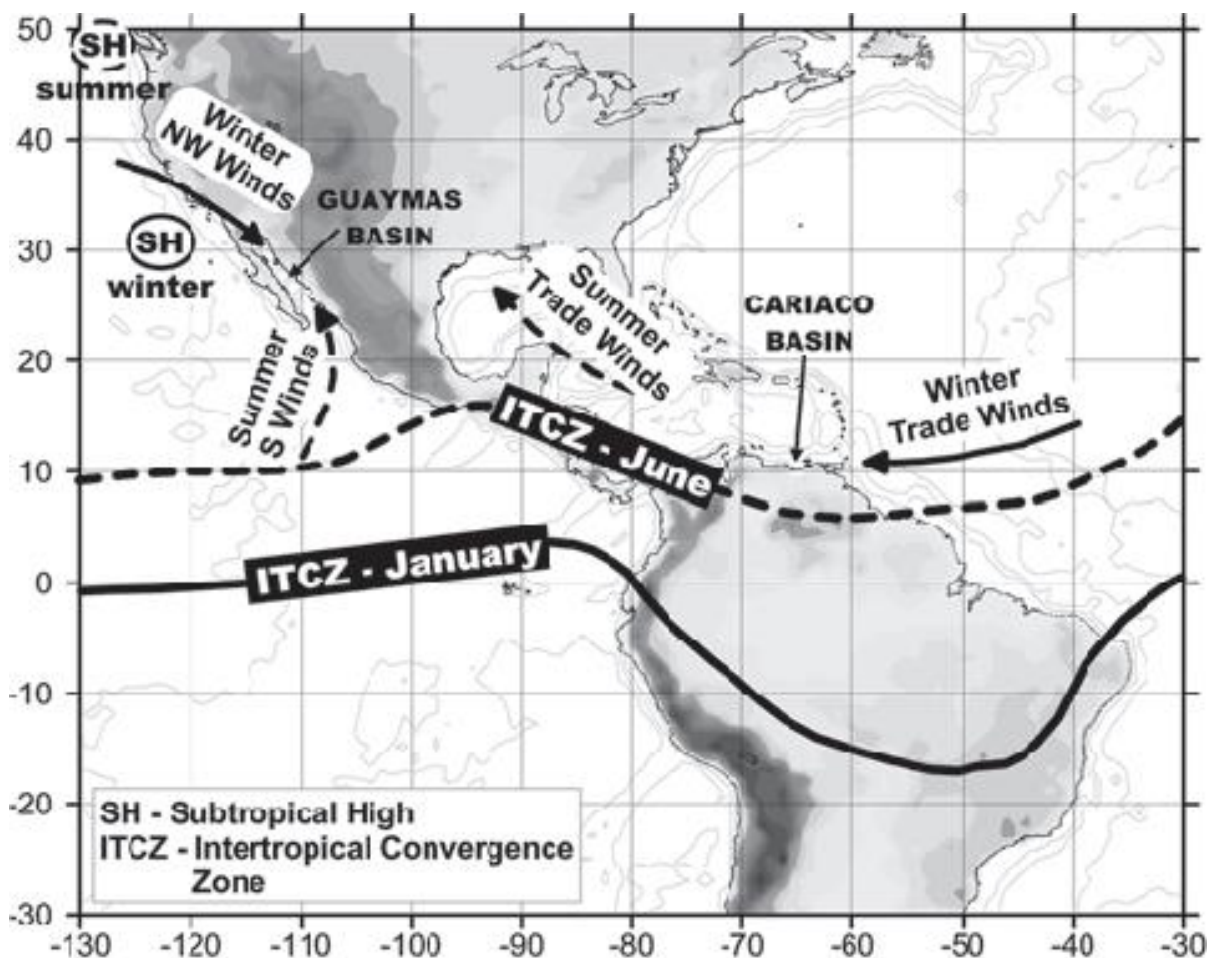 50
40
30
20
10
0
-10
-20
-30
SH
summer
Winter
NW Winds
GUAYMAS
BASIN
SH
winter
Summer
S Winds
Summer
Trade Winds
CARIACO
BASIN
Winter
Trade Winds
ITCZ - June
ITCZ - January
SH - Subtropical High
ITCZ - Intertropical Convergence
Zone
-130 -120 -110 -100 -90 -80 -70 -60 -50 -40 -30